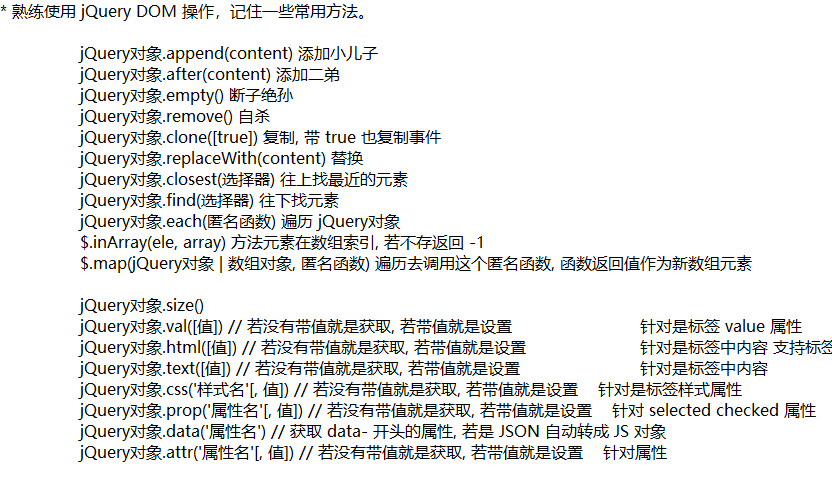 * 熟练使用 jQuery DOM 操作，记住一些常用方法。
jQuery对象.append(content) 添加小儿子
jQuery对象.after(content) 添加二弟
jQuery对象.empty() 断子绝孙
jQuery对象.remove() 自杀
jQuery对象.clone([true]) 复制, 带 true 也复制事件
jQuery对象.replaceWith(content) 替换
jQuery对象.closest(选择器) 往上找最近的元素
jQuery对象.find(选择器) 往下找元素
jQuery对象.each(匿名函数) 遍历 jQuery对象
$.inArray(ele, array) 方法元素在数组索引, 若不存返回 -1
$.map(jQuery对象 | 数组对象, 匿名函数) 遍历去调用这个匿名函数, 函数返回值作为新数组元素
jQuery对象.size()
jQuery对象.val([值]) // 若没有带值就是获取, 若带值就是设置 针对是标签 value 属性
jQuery对象.html([值]) // 若没有带值就是获取, 若带值就是设置 针对是标签中内容 支持标签
jQuery对象.text([值]) // 若没有带值就是获取, 若带值就是设置 针对是标签中内容
jQuery对象.css('样式名'[, 值]) // 若没有带值就是获取, 若带值就是设置 针对是标签样式属性
jQuery对象.prop('属性名'[, 值]) // 若没有带值就是获取, 若带值就是设置 针对 selected checked 属性
jQuery对象.data('属性名') // 获取 data- 开头的属性, 若是 JSON 自动转成 JS 对象
jQuery对象.attr('属性名'[, 值]) // 若没有带值就是获取, 若带值就是设置 针对属性